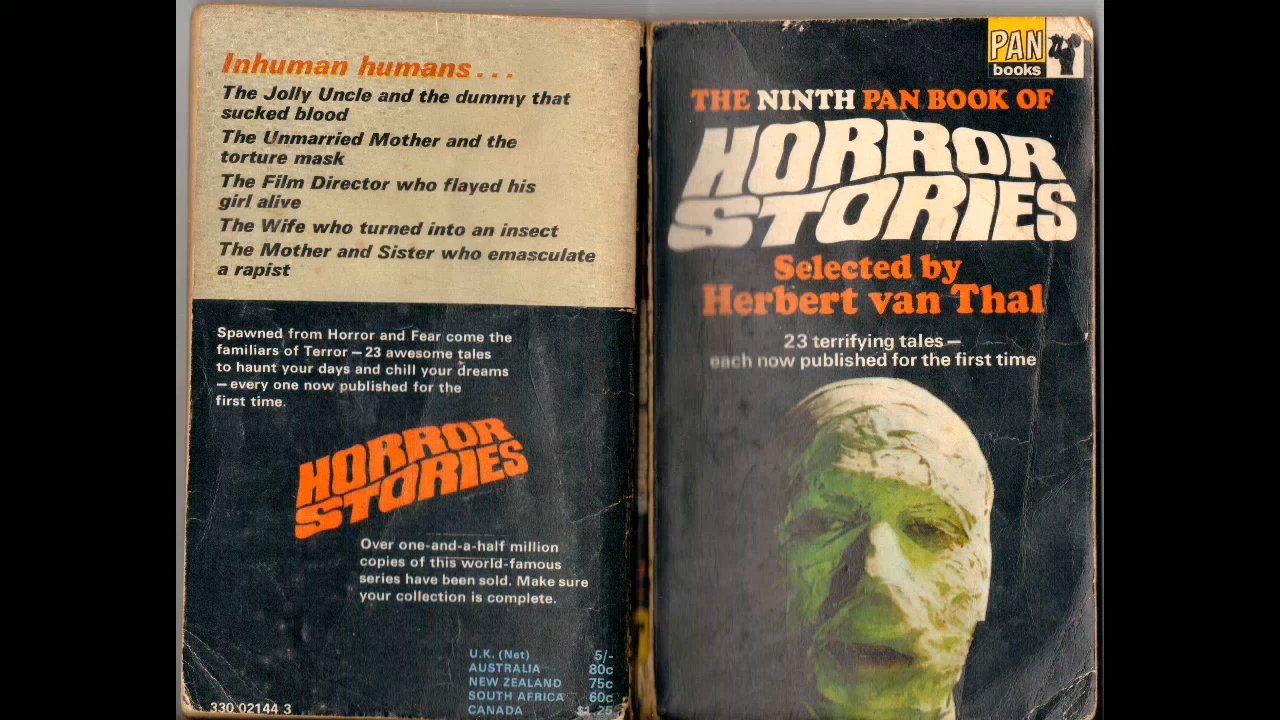 Inhuman humans...
The Jolly Uncle and the dummy that
sucked blood
The Unmarried Mother and the
torture mask
The Film Director who flayed his
girl alive
The Wife who turned into an insect
The Mother and Sister who emasculate
a rapist
Spawned from Horror and Fear come the
familiars of Terror — 23 awesome tales
to haunt your days and chill your dreams
— every one now published for the
first time.
HORROR
STORIES
Over one-and-a-half million
copies of this world-famous
series have been sold. Make sure
your collection is complete.
U.K. (Net) 5/-
AUSTRALIA 80c
NEW ZEALAND 75c
SOUTH AFRICA 60c
CANADA $1.25
330 02144 3
PAN
books
THE NINTH PAN BOOK OF
HORROR
STORIES
Selected by
Herbert van Thal
23 terrifying tales —
each now published for the first time